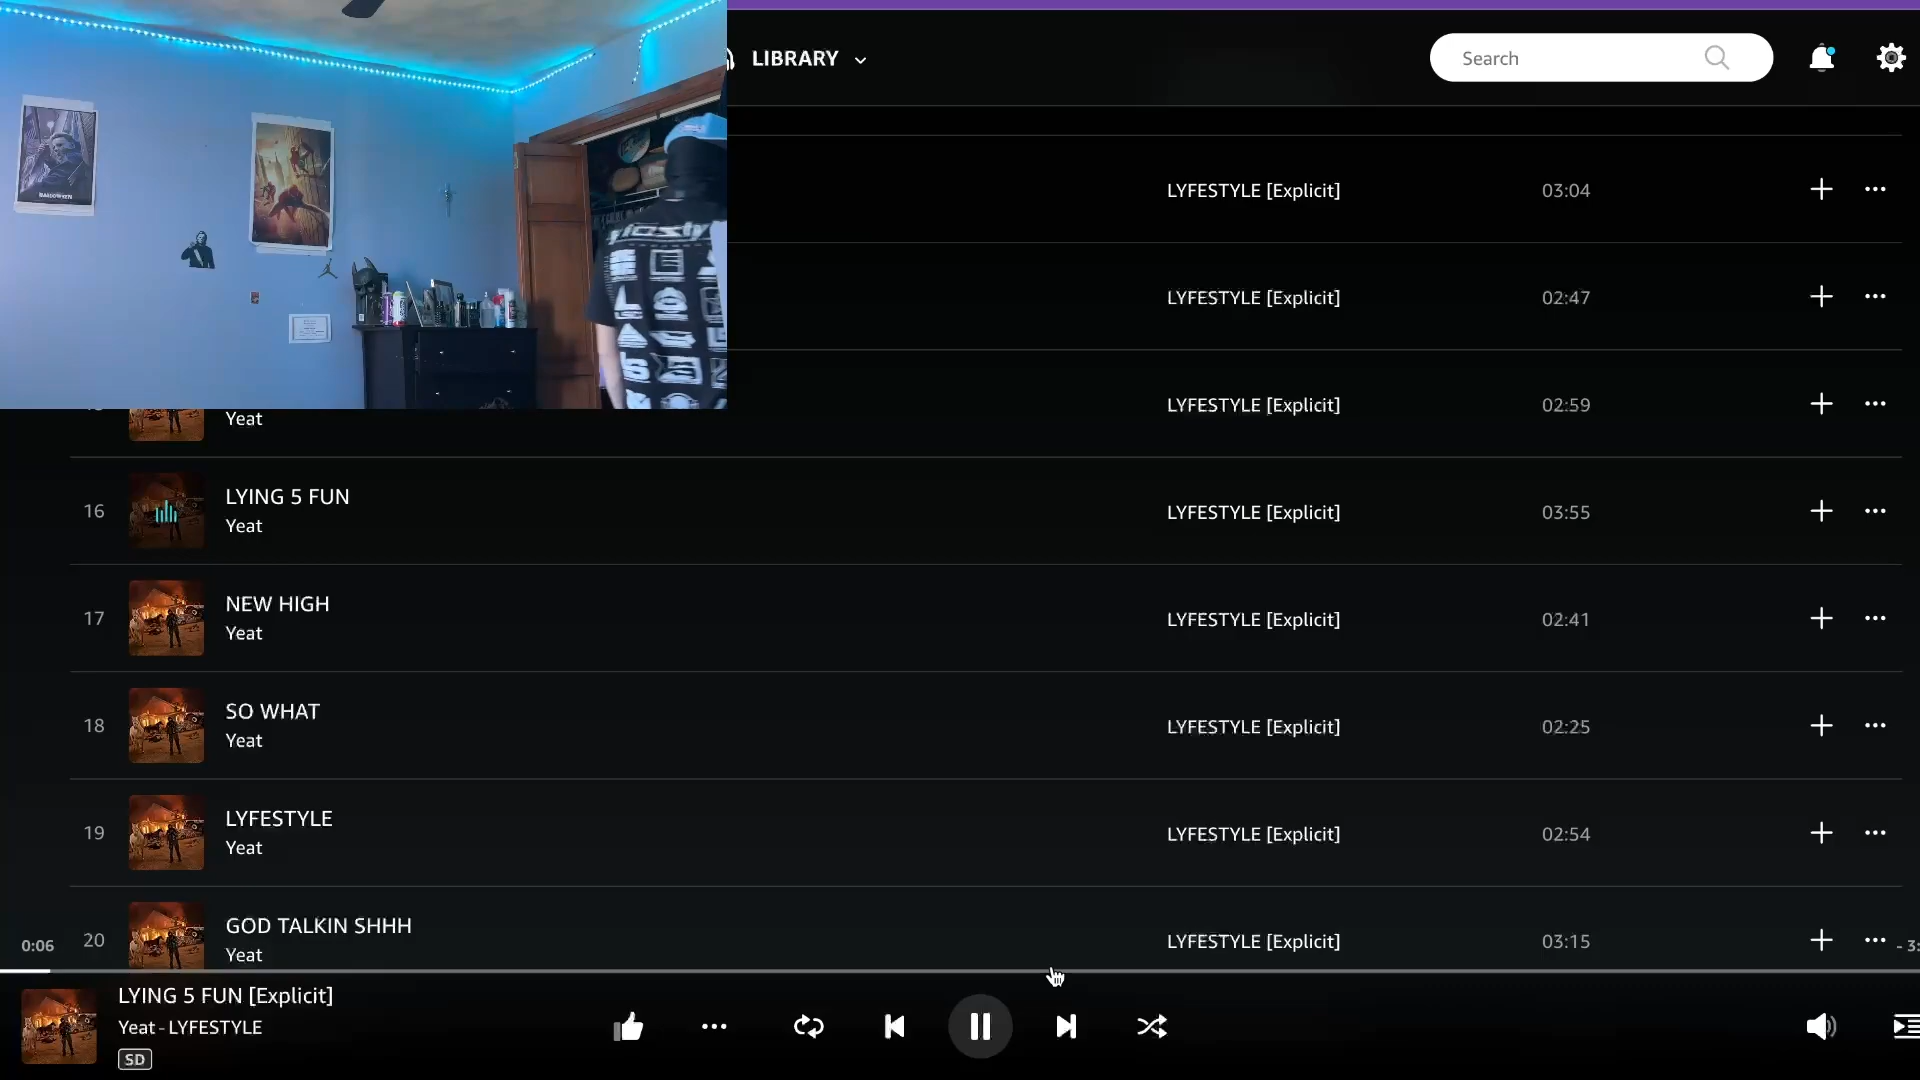 LIBRARY
Search
HALLOWEEN
LYFESTYLE [Explicit] 03:04
LYFESTYLE [Explicit] 02:47
Yeat LYFESTYLE [Explicit] 02:59
16 LYING 5 FUN
Yeat LYFESTYLE [Explicit] 03:55
17 NEW HIGH
Yeat LYFESTYLE [Explicit] 02:41
18 SO WHAT
Yeat LYFESTYLE [Explicit] 02:25
19 LYFESTYLE
Yeat LYFESTYLE [Explicit] 02:54
20 GOD TALKIN SHHH
Yeat LYFESTYLE [Explicit] 03:15
0:06 - 3:
LYING 5 FUN [Explicit]
Yeat - LYFESTYLE
SD